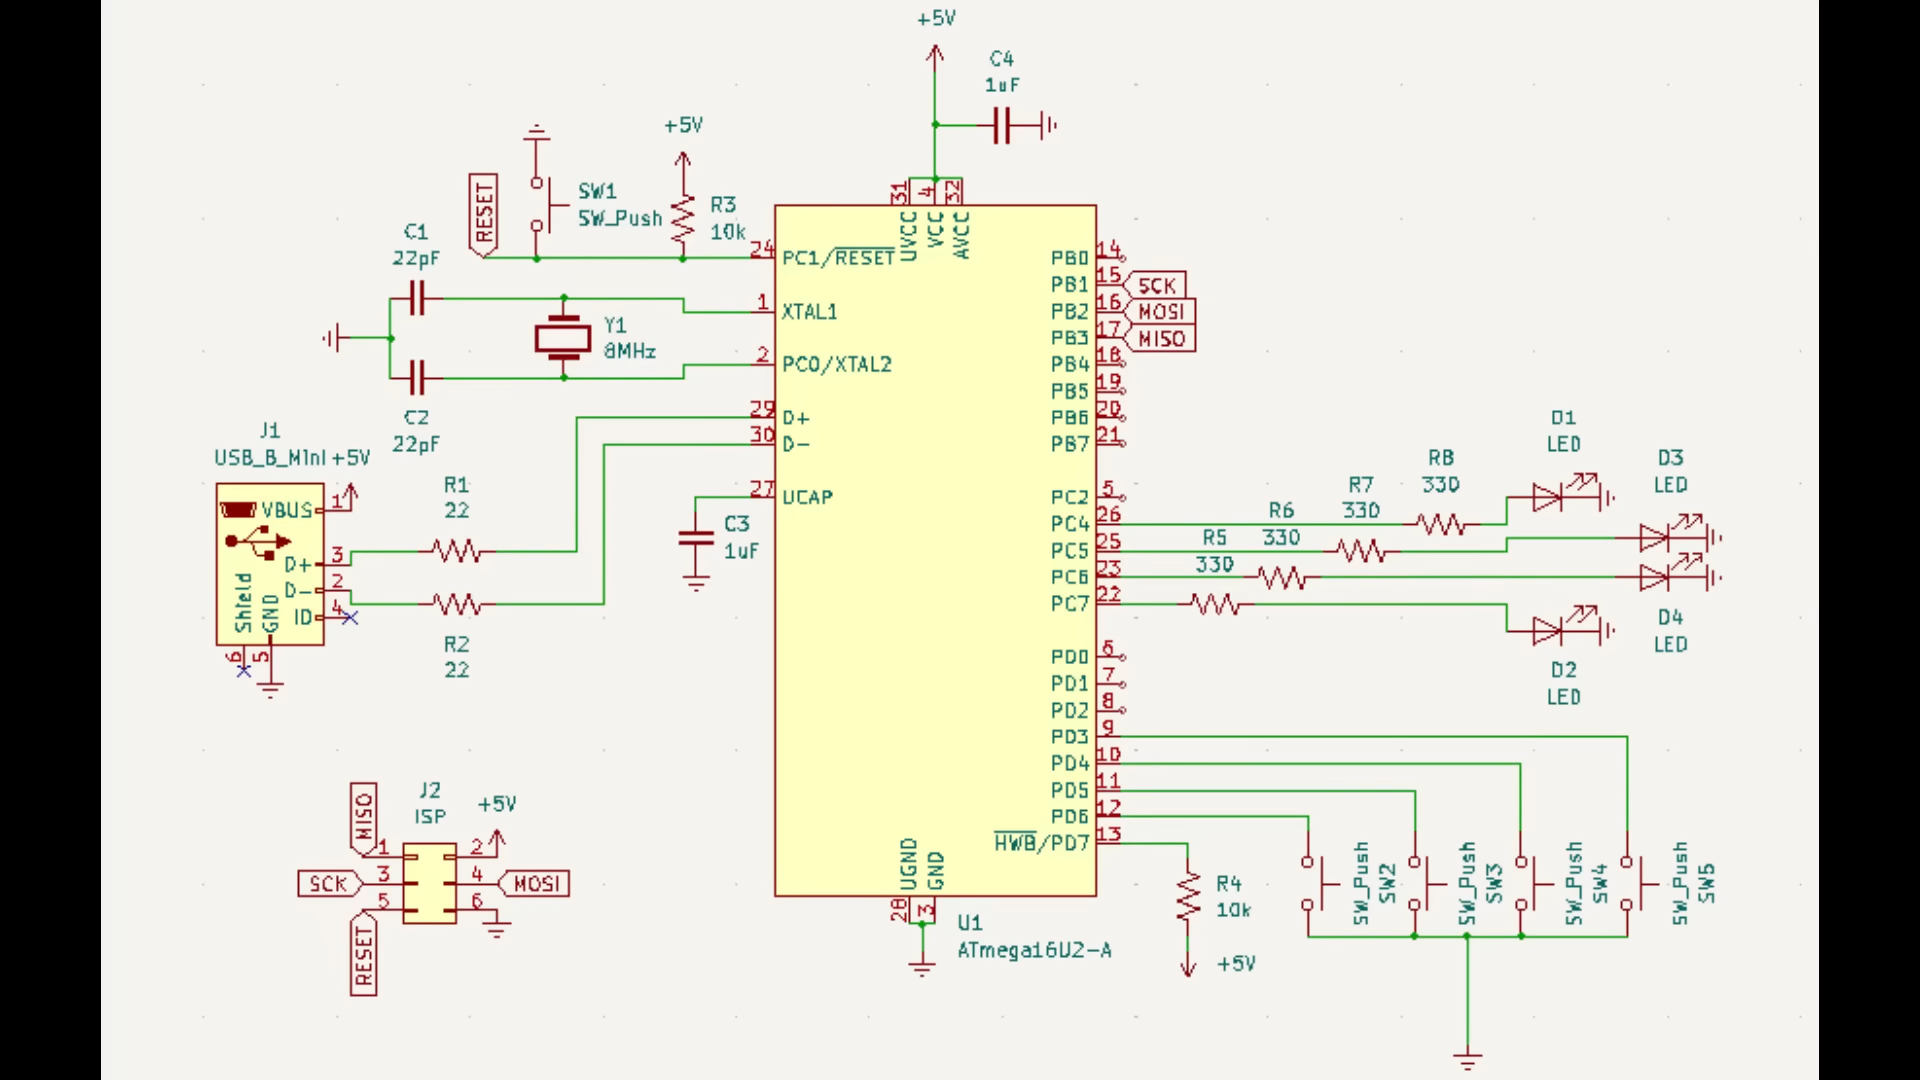 +5V
C4
1uF
+5V
RESET
SW1
SW_Push
R3
10k
31
4
32
UVCC
VCC
AVCC
C1
22pF
24
PC1/RESET
1
XTAL1
Y1
8MHz
2
PC0/XTAL2
C2
22pF
29
D+
30
D-
27
UCAP
C3
1uF
J1
USB_B_Mini
+5V
VBUS
1
D+
3
D-
2
ID
4
Shield
GND
6
5
R1
22
R2
22
PB0
14
PB1
15
SCK
PB2
16
MOSI
PB3
17
MISO
PB4
18
PB5
19
PB6
20
PB7
21
PC2
5
PC4
26
PC5
25
PC6
23
PC7
22
R5
330
R6
330
R7
330
R8
330
D1
LED
D3
LED
D4
LED
D2
LED
PD0
6
PD1
7
PD2
8
PD3
9
PD4
10
PD5
11
PD6
12
HWB/PD7
13
UGND
GND
28
3
U1
ATmega16U2-A
R4
10k
+5V
SW_Push
SW2
SW_Push
SW3
SW_Push
SW4
SW_Push
SW5
J2
ISP
+5V
MISO
1
2
SCK
3
4
MOSI
5
6
RESET